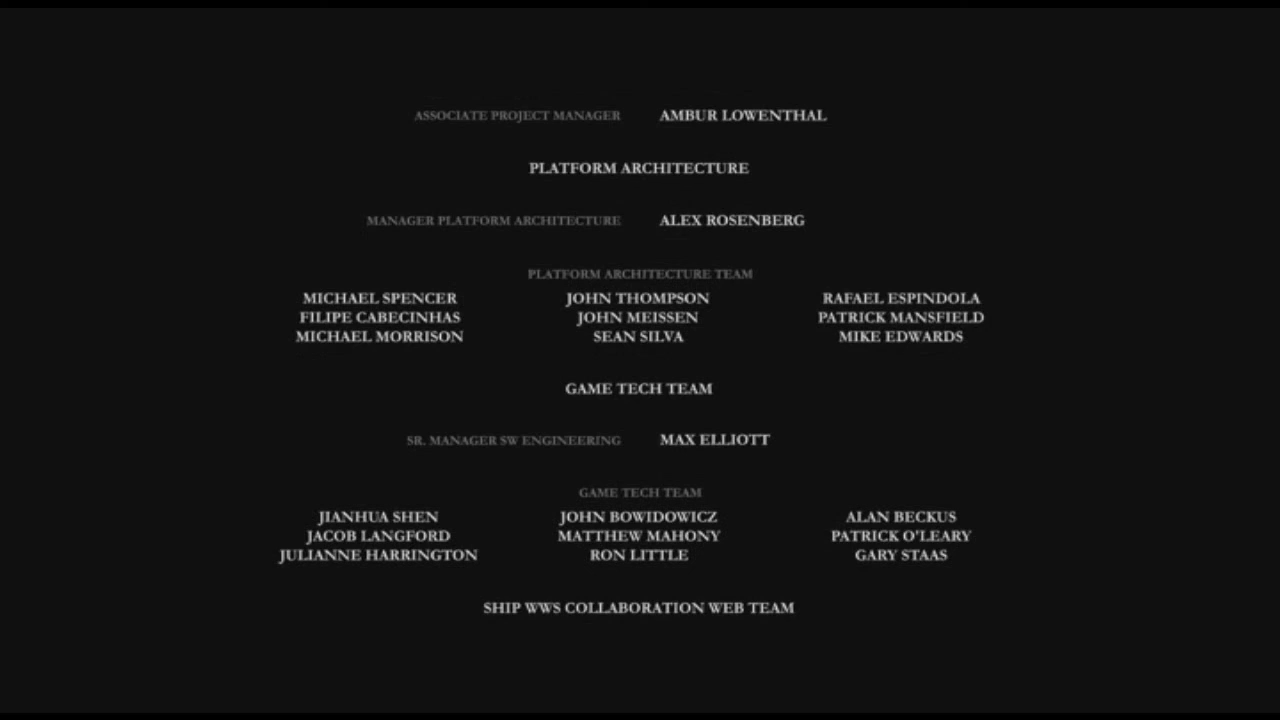 ASSOCIATE PROJECT MANAGER AMBUR LOWENTHAL
PLATFORM ARCHITECTURE
MANAGER PLATFORM ARCHITECTURE ALEX ROSENBERG
PLATFORM ARCHITECTURE TEAM
MICHAEL SPENCER JOHN THOMPSON RAFAEL ESPINDOLA
FILIPE CABECINHAS JOHN MEISSEN PATRICK MANSFIELD
MICHAEL MORRISON SEAN SILVA MIKE EDWARDS
GAME TECH TEAM
SR. MANAGER SW ENGINEERING MAX ELLIOTT
GAME TECH TEAM
JIANHUA SHEN JOHN BOWIDOWICZ ALAN BECKUS
JACOB LANGFORD MATTHEW MAHONY PATRICK O'LEARY
JULIANNE HARRINGTON RON LITTLE GARY STAAS
SHIP WWS COLLABORATION WEB TEAM